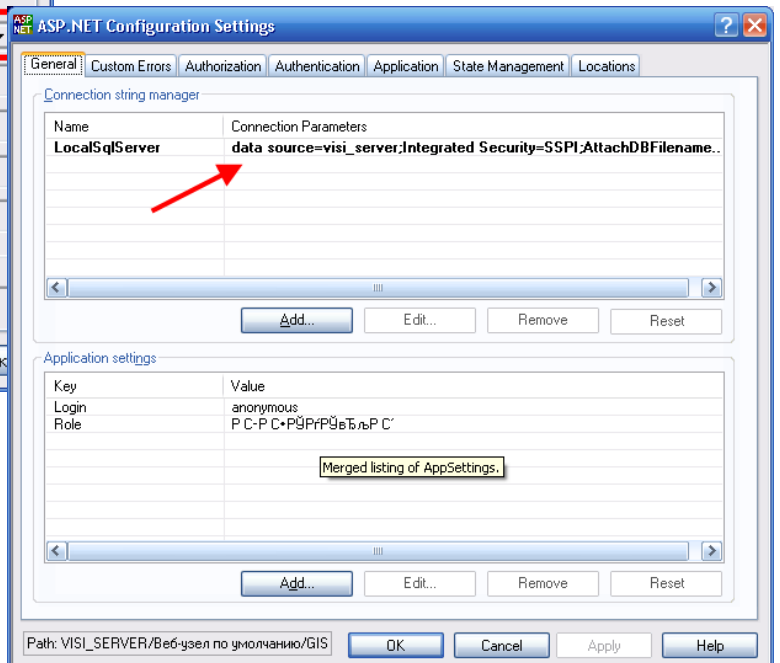 ASP.NET Configuration Settings
General Custom Errors Authorization Authentication Application State Management Locations
Connection string manager
Name Connection Parameters
LocalSqlServer data source=visi_server;Integrated Security=SSPI;AttachDBFilename..
Add... Edit... Remove Reset
Application settings
Key Value
Login anonymous
Role
Merged listing of AppSettings.
Add... Edit... Remove Reset
Path: VISI_SERVER/Веб-узел по умолчанию/GIS OK Cancel Apply Help